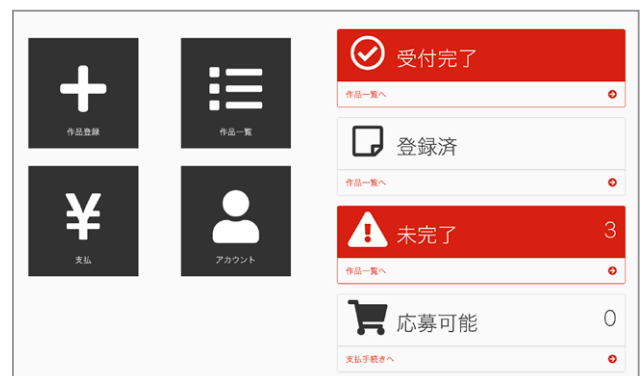 作品登録
作品一覧
¥
支払
アカウント
受付完了
作品一覧へ
登録済
作品一覧へ
未完了
3
作品一覧へ
応募可能
0
支払手続きへ